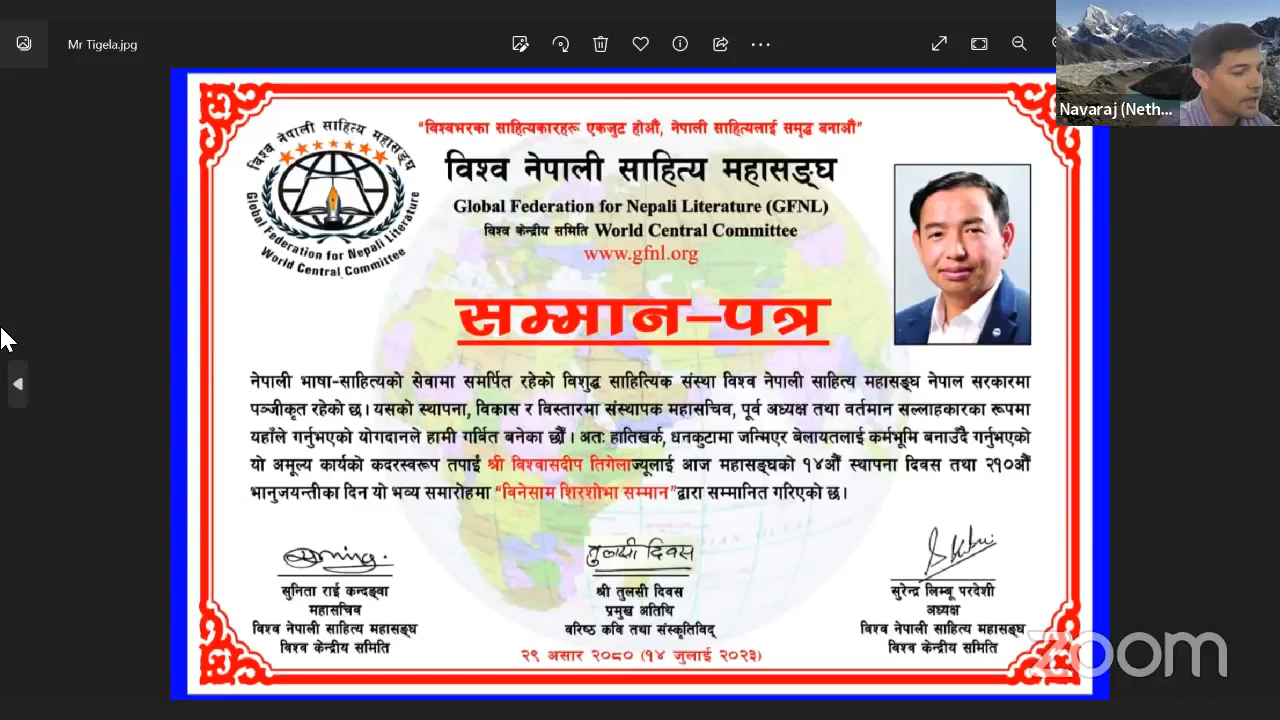 Mr Tigela.jpg
Navaraj (Neth...
विश्व नेपाली साहित्य महासङ्घ
Global Federation for Nepali Literature
World Central Committee
“विश्वभरका साहित्यकारहरू एकजुट होऔं, नेपाली साहित्यलाई समृद्ध बनाऔं”
विश्व नेपाली साहित्य महासङ्घ
Global Federation for Nepali Literature (GFNL)
विश्व केन्द्रीय समिति World Central Committee
www.gfnl.org
सम्मान-पत्र
नेपाली भाषा-साहित्यको सेवामा समर्पित रहेको विशुद्ध साहित्यिक संस्था विश्व नेपाली साहित्य महासङ्घ नेपाल सरकारमा
पञ्जीकृत रहेको छ। यसको स्थापना, विकास र विस्तारमा संस्थापक महासचिव, पूर्व अध्यक्ष तथा वर्तमान सल्लाहकारका रूपमा
यहाँले गर्नुभएको योगदानले हामी गर्वित बनेका छौँ। अतः हात्तिखर्क, धनकुटामा जन्मिएर बेलायतलाई कर्मभूमि बनाउँदै गर्नुभएको
यो अमूल्य कार्यको कदरस्वरूप तपाईं श्री विश्वासदीप तिगेलाज्यूलाई आज महासङ्घको १४औँ स्थापना दिवस तथा २१०औँ
भानुजयन्तीका दिन यो भव्य समारोहमा “विनेसाम शिरशोभा सम्मान”द्वारा सम्मानित गरिएको छ।
तुलसी दिवस
सुनिता राई कन्दङ्वा
महासचिव
विश्व नेपाली साहित्य महासङ्घ
विश्व केन्द्रीय समिति
श्री तुलसी दिवस
प्रमुख अतिथि
वरिष्ठ कवि तथा संस्कृतिविद्
२९ असार २०८० (१४ जुलाई २०२३)
सुरेन्द्र लिम्बू परदेशी
अध्यक्ष
विश्व नेपाली साहित्य महासङ्घ
विश्व केन्द्रीय समिति
zoom